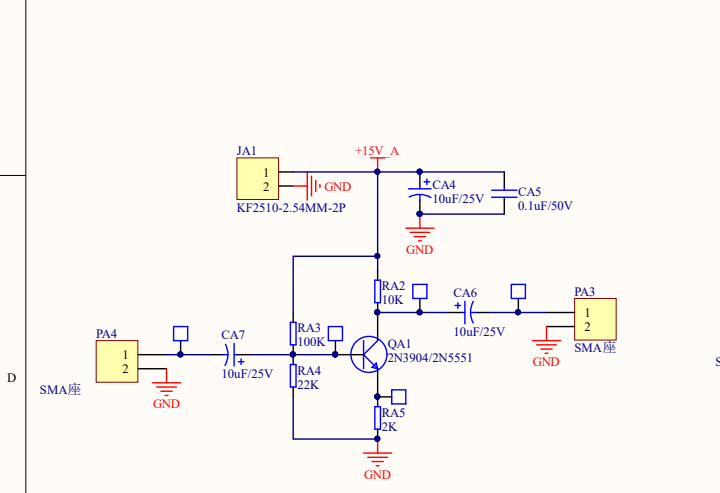 JA1
+15V_A
1
2
GND
KF2510-2.54MM-2P
+
CA4
10uF/25V
CA5
0.1uF/50V
GND
RA2
10K
CA6
+
10uF/25V
PA3
1
2
SMA座
GND
PA4
1
2
SMA座
GND
CA7
+
10uF/25V
RA3
100K
RA4
22K
QA1
2N3904/2N5551
RA5
2K
GND
D